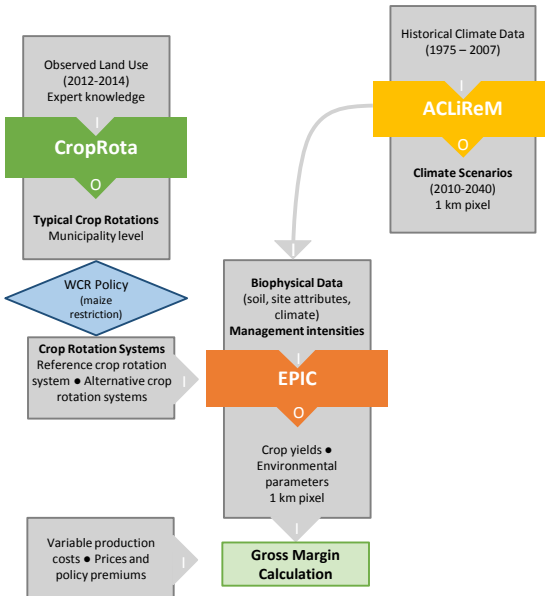 Observed Land Use
(2012-2014)
Expert knowledge
I
CropRota
O
Typical Crop Rotations
Municipality level
WCR Policy
(maize
restriction)
Crop Rotation Systems
Reference crop rotation
system ● Alternative crop
rotation systems
I
Historical Climate Data
(1975 – 2007)
I
ACLiReM
O
Climate Scenarios
(2010-2040)
1 km pixel
I
Biophysical Data
(soil, site attributes,
climate)
Management intensities
I
EPIC
O
Crop yields ●
Environmental
parameters
1 km pixel
I
Variable production
costs ● Prices and
policy premiums
I
Gross Margin
Calculation